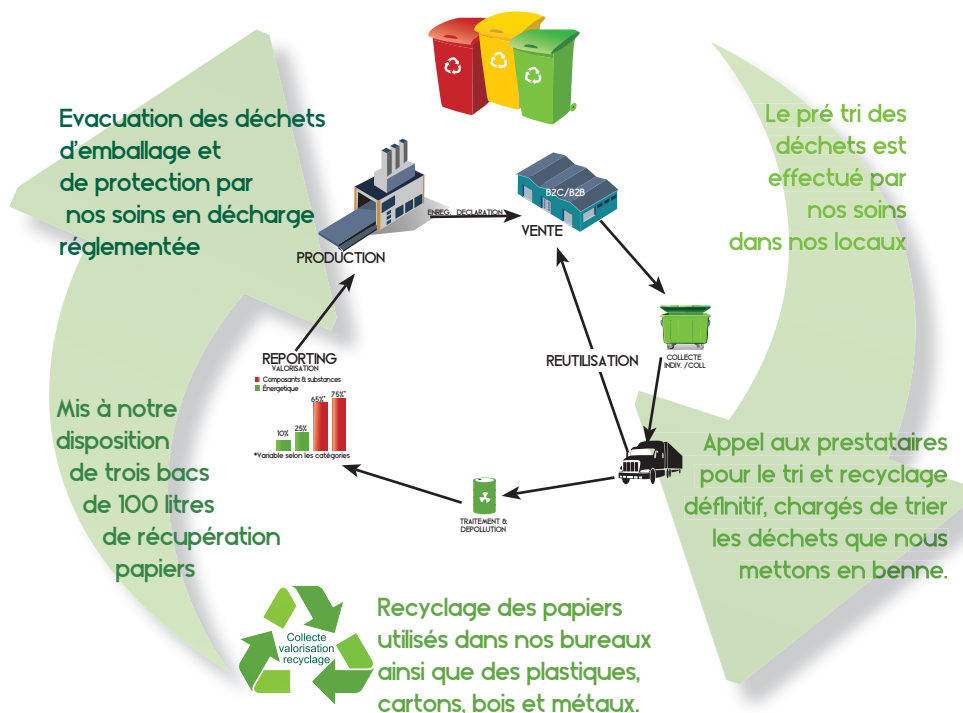 Evacuation des déchets
d'emballage et
de protection par
nos soins en décharge
réglementée
Le pré tri des
déchets est
effectué par
nos soins
dans nos locaux
PRODUCTION
ENREG. DECLARATION
B2C/B2B
VENTE
COLLECTE
INDIV. /COLL
REUTILISATION
REPORTING
VALORISATION
Composants & substances
Énergetique
10%
25%
65%*
75%*
*Variable selon les catégories
TRAITEMENT &
DEPOLLUTION
Mis à notre
disposition
de trois bacs
de 100 litres
de récupération
papiers
Appel aux prestataires
pour le tri et recyclage
définitif, chargés de trier
les déchets que nous
mettons en benne.
Collecte
valorisation
recyclage
Recyclage des papiers
utilisés dans nos bureaux
ainsi que des plastiques,
cartons, bois et métaux.